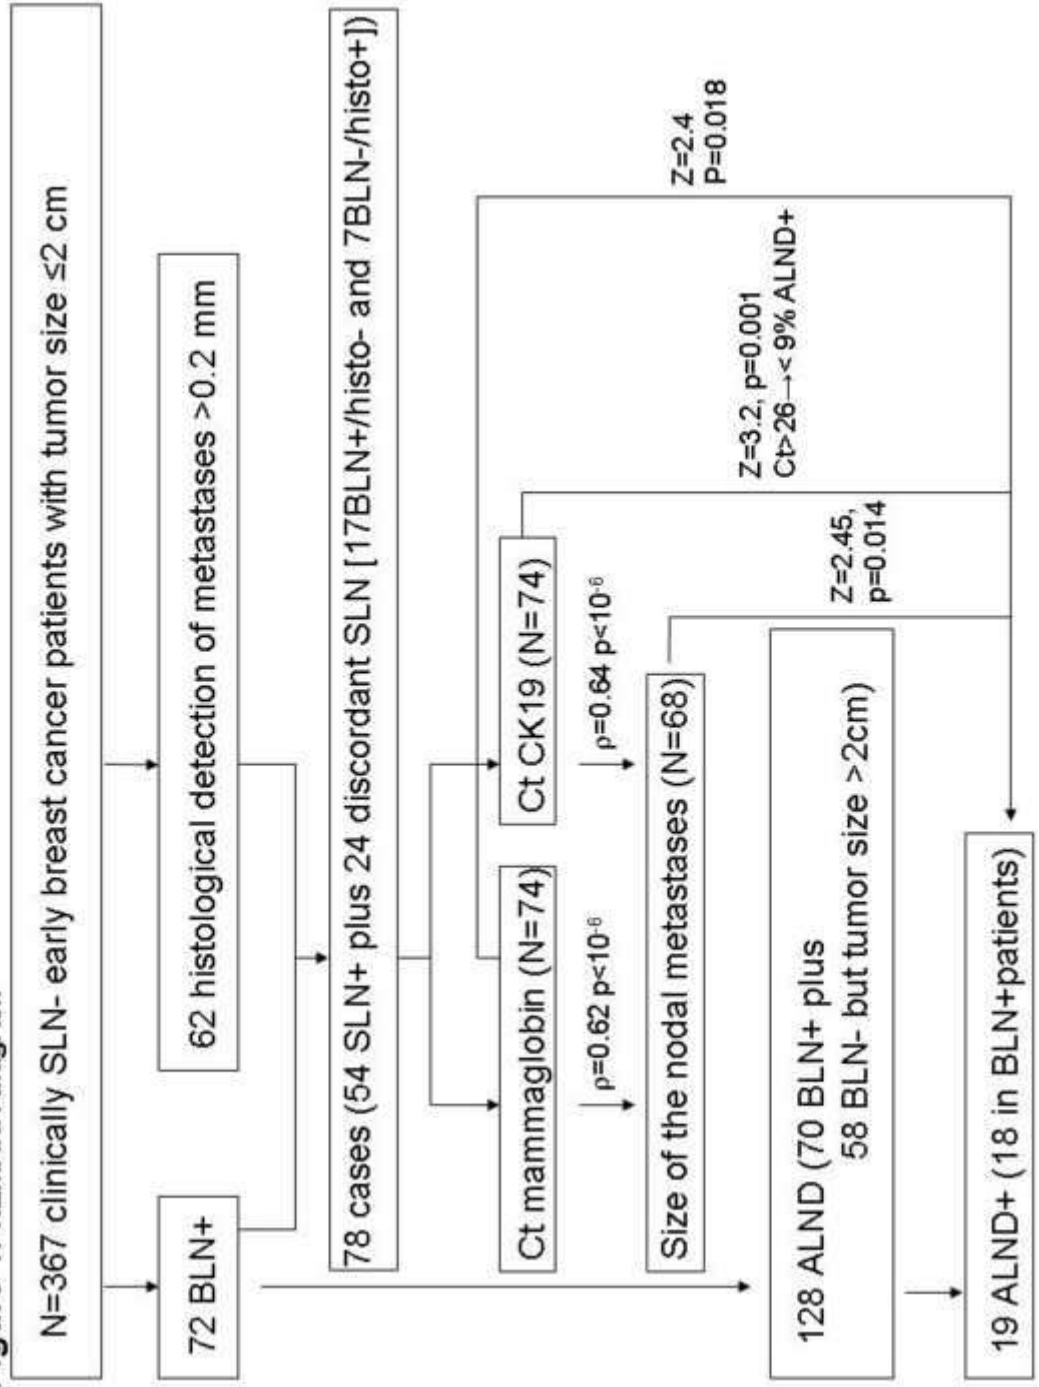 N=367 clinically SLN- early breast cancer patients with tumor size ≤2 cm
72 BLN+
62 histological detection of metastases >0.2 mm
78 cases (54 SLN+ plus 24 discordant SLN [17BLN+/histo- and 7BLN-/histo+])
Ct mammaglobin (N=74)
Ct CK19 (N=74)
ρ=0.62 p<10-6
ρ=0.64 p<10-6
Size of the nodal metastases (N=68)
Z=2.4
P=0.018
Z=3.2, p=0.001
Ct>26→< 9% ALND+
Z=2.45,
p=0.014
128 ALND (70 BLN+ plus
58 BLN- but tumor size >2cm)
19 ALND+ (18 in BLN+patients)